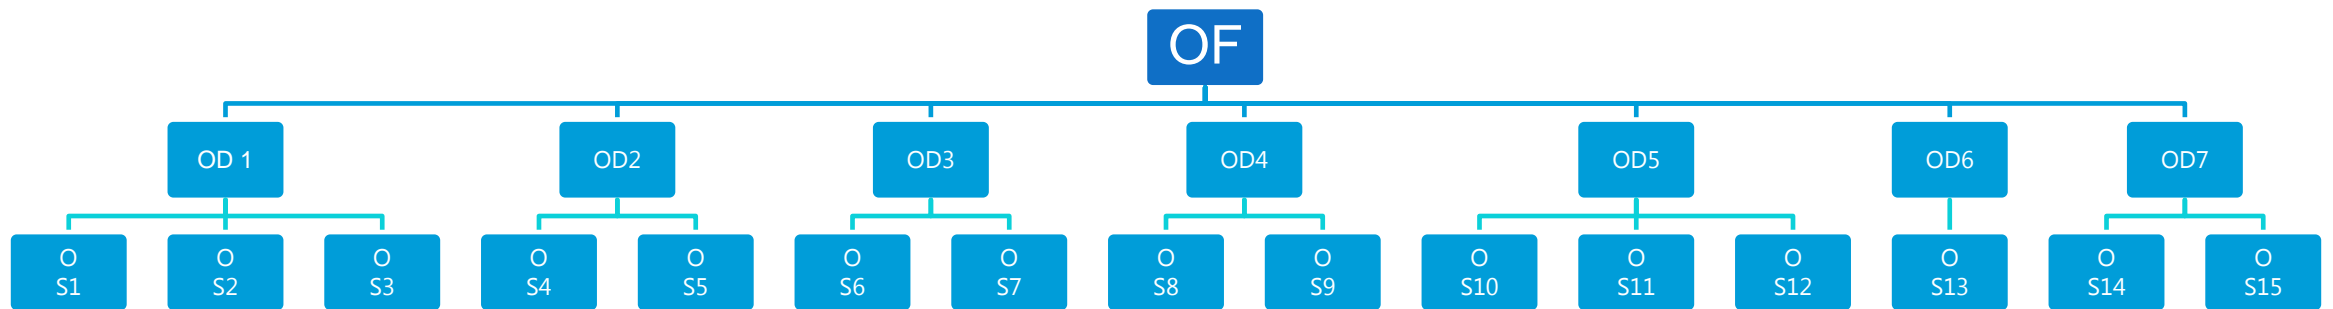 OF
OD 1
OD2
OD3
OD4
OD5
OD6
OD7
O
S1
O
S2
O
S3
O
S4
O
S5
O
S6
O
S7
O
S8
O
S9
O
S10
O
S11
O
S12
O
S13
O
S14
O
S15